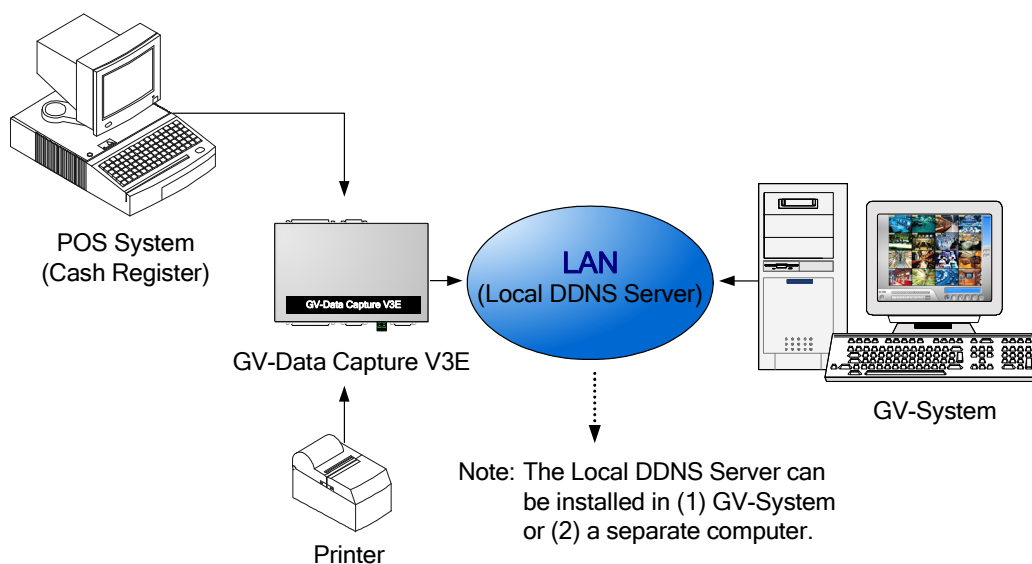 POS System
(Cash Register)
GV-Data Capture V3E
GV-Data Capture V3E
LAN
(Local DDNS Server)
GV-System
Printer
Note: The Local DDNS Server can
be installed in (1) GV-System
or (2) a separate computer.